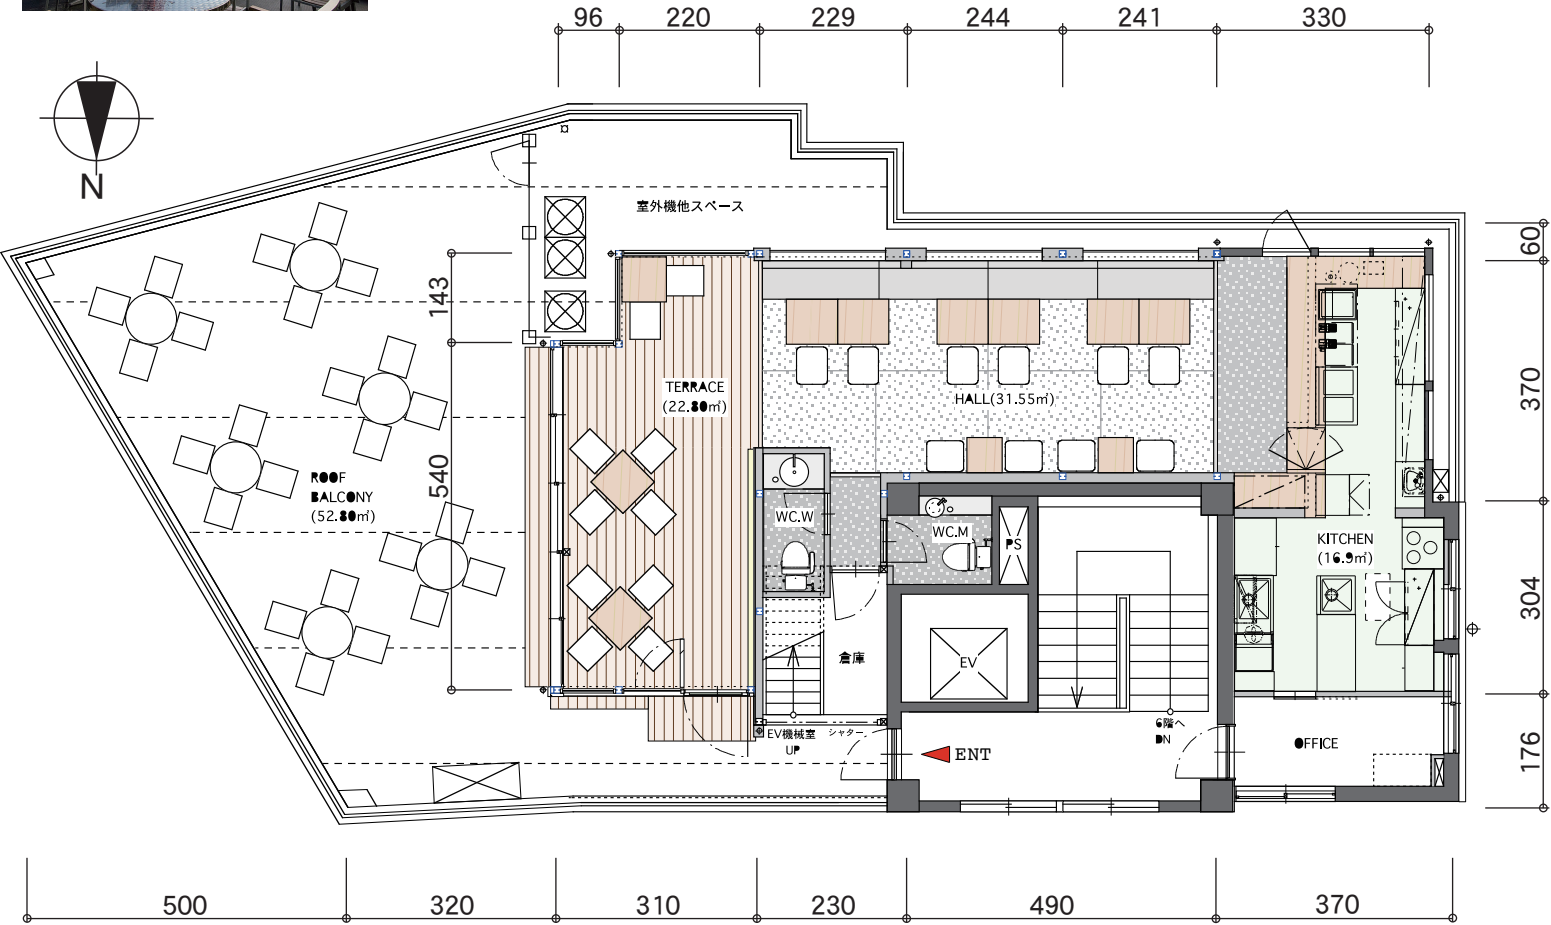 96 220 229 244 241 330
N
室外機他スペース
60
143
TERRACE
(22.80㎡)
HALL(31.55㎡)
370
ROOF
BALCONY
(52.80㎡)
540
WC.W
WC.M
PS
KITCHEN
(16.9㎡)
304
倉庫
EV
EV機械室
UP
シャッター
6階へ
DN
ENT
OFFICE
176
500 320 310 230 490 370